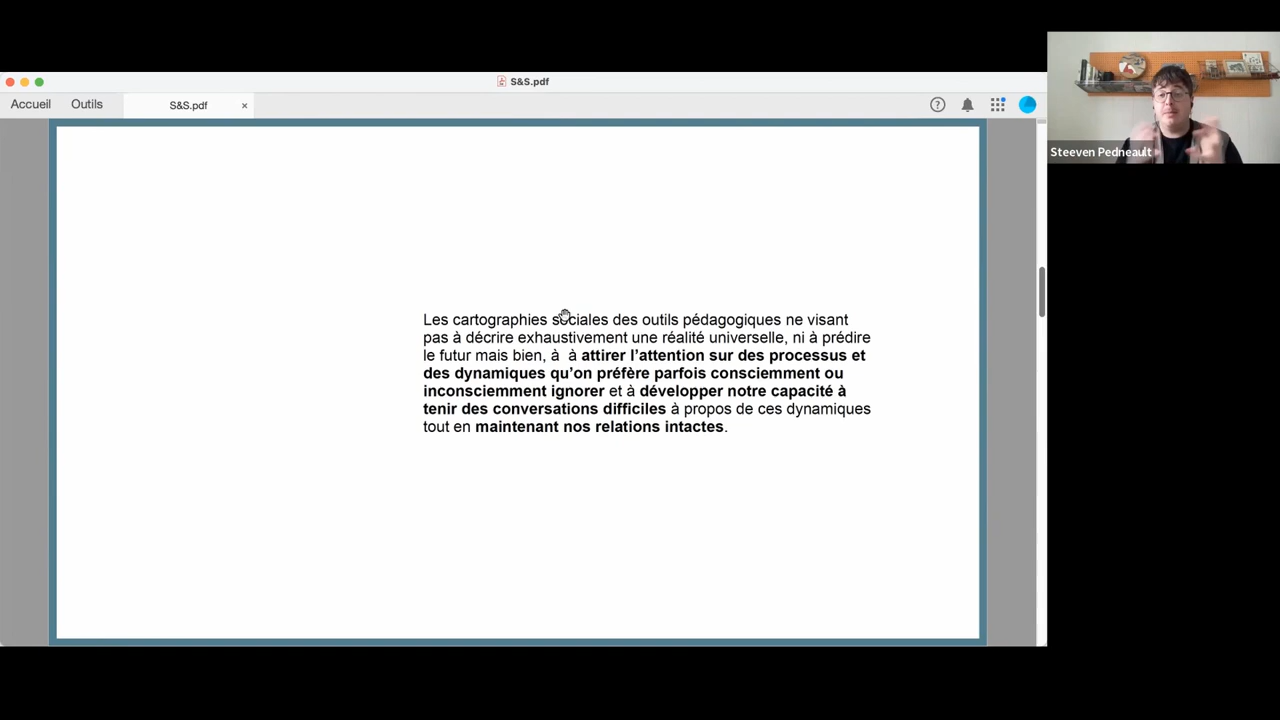 S&S.pdf
Accueil Outils S&S.pdf ×
?
Steeven Pedneault
Les cartographies sociales des outils pédagogiques ne visant
pas à décrire exhaustivement une réalité universelle, ni à prédire
le futur mais bien, à  à attirer l’attention sur des processus et
des dynamiques qu’on préfère parfois consciemment ou
inconsciemment ignorer et à développer notre capacité à
tenir des conversations difficiles à propos de ces dynamiques
tout en maintenant nos relations intactes.